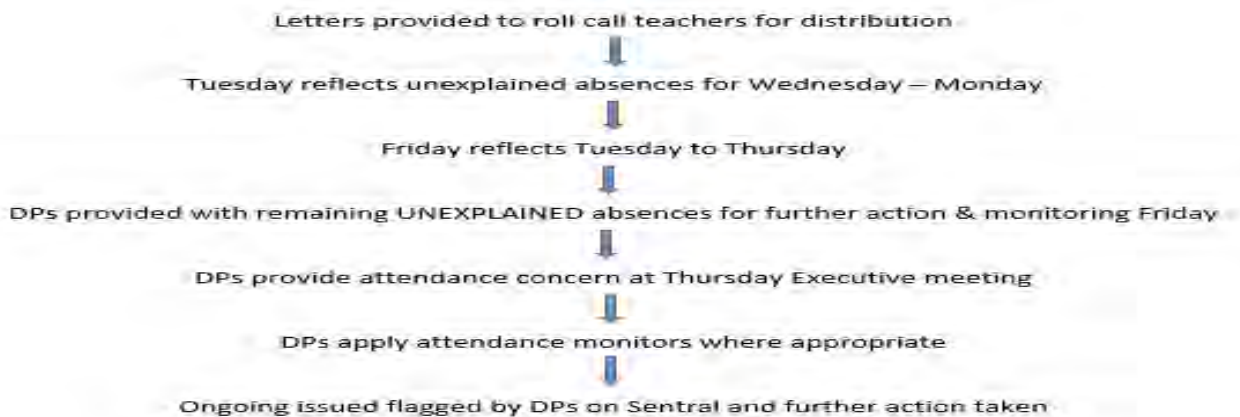 Letters provided to roll call teachers for distribution
Tuesday reflects unexplained absences for Wednesday – Monday
Friday reflects Tuesday to Thursday
DPs provided with remaining UNEXPLAINED absences for further action & monitoring Friday
DPs provide attendance concern at Thursday Executive meeting
DPs apply attendance monitors where appropriate
Ongoing issued flagged by DPs on Sentral and further action taken